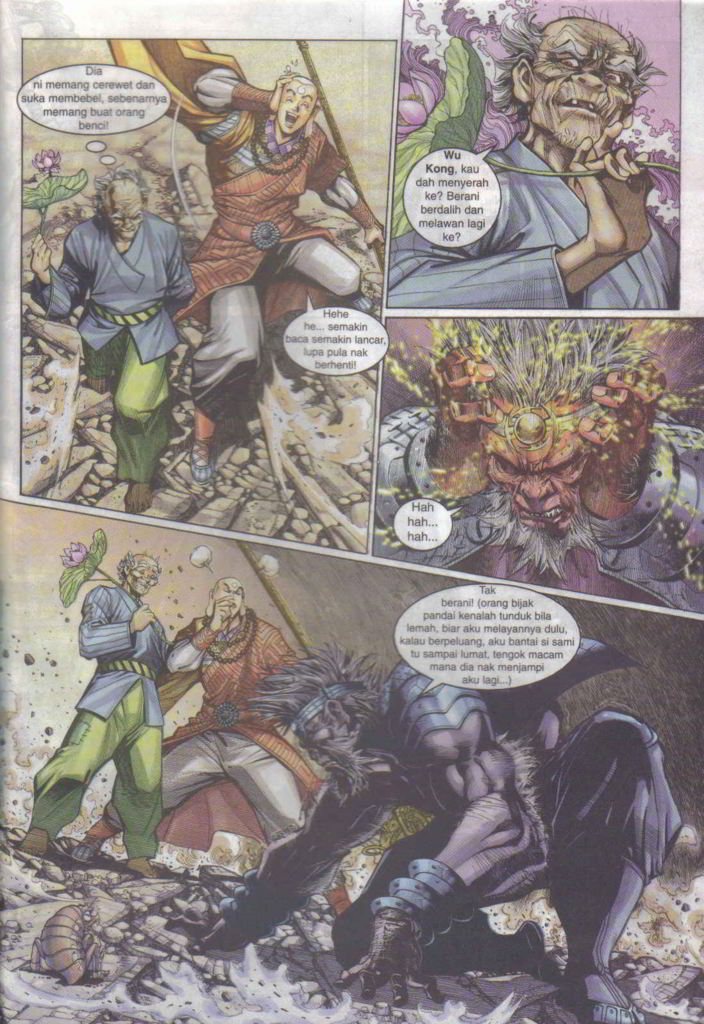 Dia
ni memang cerewet dan
suka membebel, sebenarnya
memang buat orang
benci!
Hehe
he... semakin
baca semakin lancar,
lupa pula nak
berhenti!
Wu
Kong, kau
dah menyerah
ke? Berani
berdalih dan
melawan lagi
ke?
Hah
hah...
hah...
Tak
berani! (orang bijak
pandai kenalah tunduk bila
lemah, biar aku melayannya dulu,
kalau berpeluang, aku bantai si sami
tu sampai lumat, tengok macam
mana dia nak menjampi
aku lagi...)